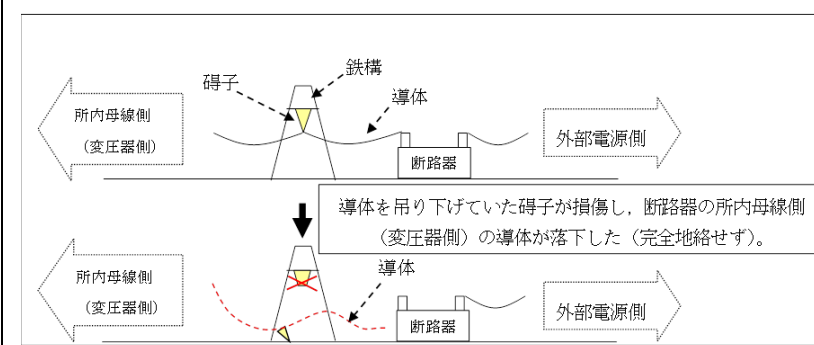 碍子
鉄構
導体
所内母線側
(変圧器側)
断路器
外部電源側
導体を吊り下げていた碍子が損傷し，断路器の所内母線側
(変圧器側)の導体が落下した(完全地絡せず)。
所内母線側
(変圧器側)
導体
断路器
外部電源側